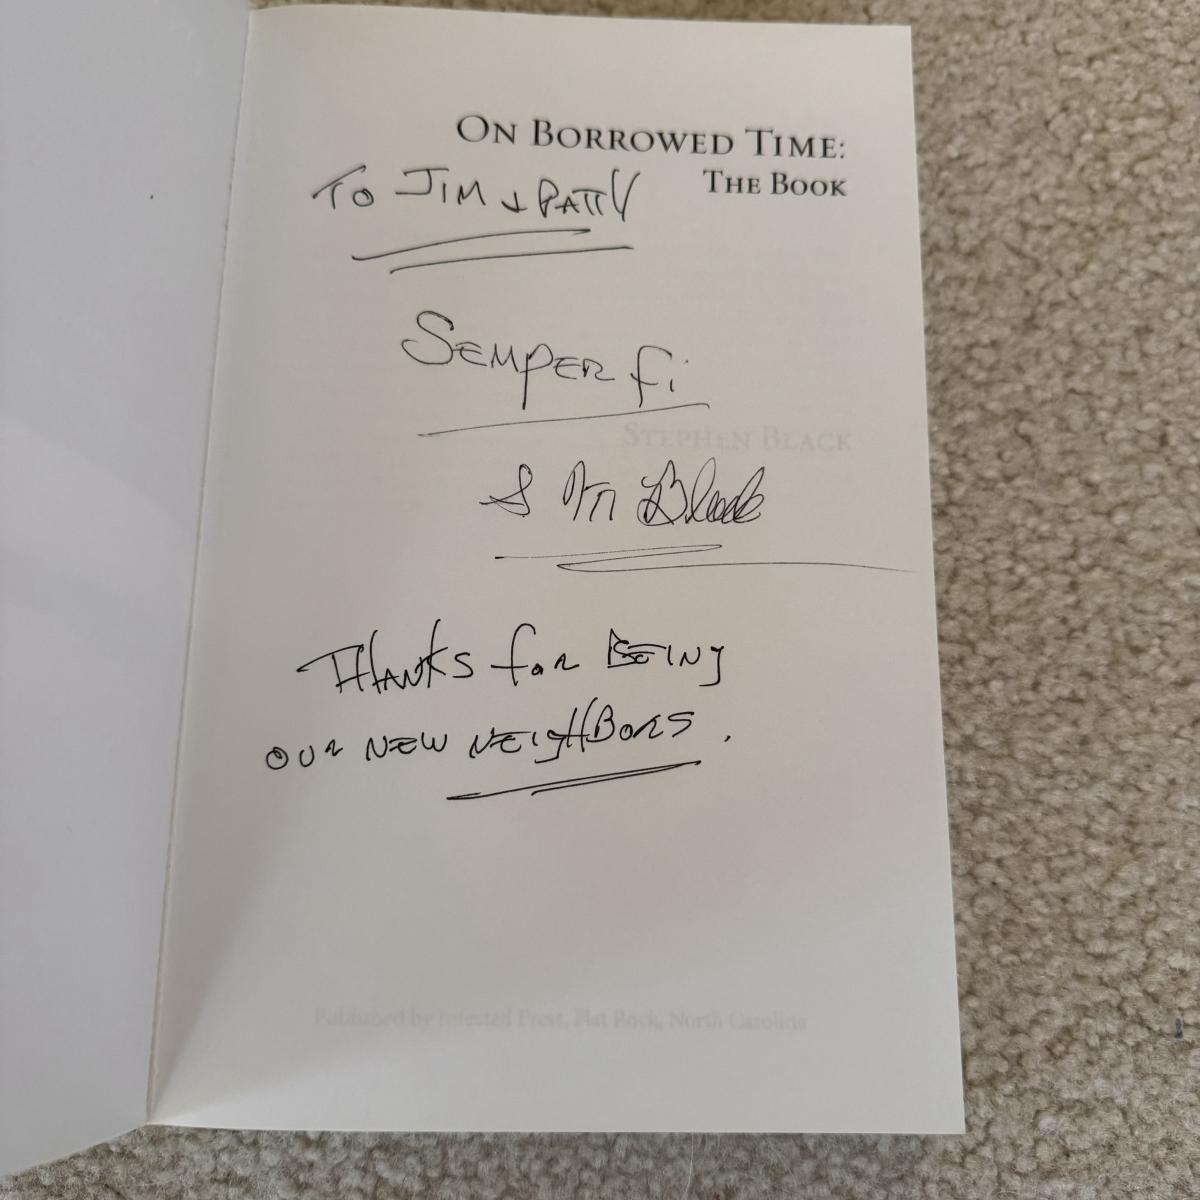 ON BORROWED TIME:
THE BOOK
TO JIM & PATTY
SEMPER fi
STEPHEN BLACK
S M Black
THANKS for BEING
OUR NEW NEIGHBORS.
Published by Infected Frost, Flat Rock, North Carolina